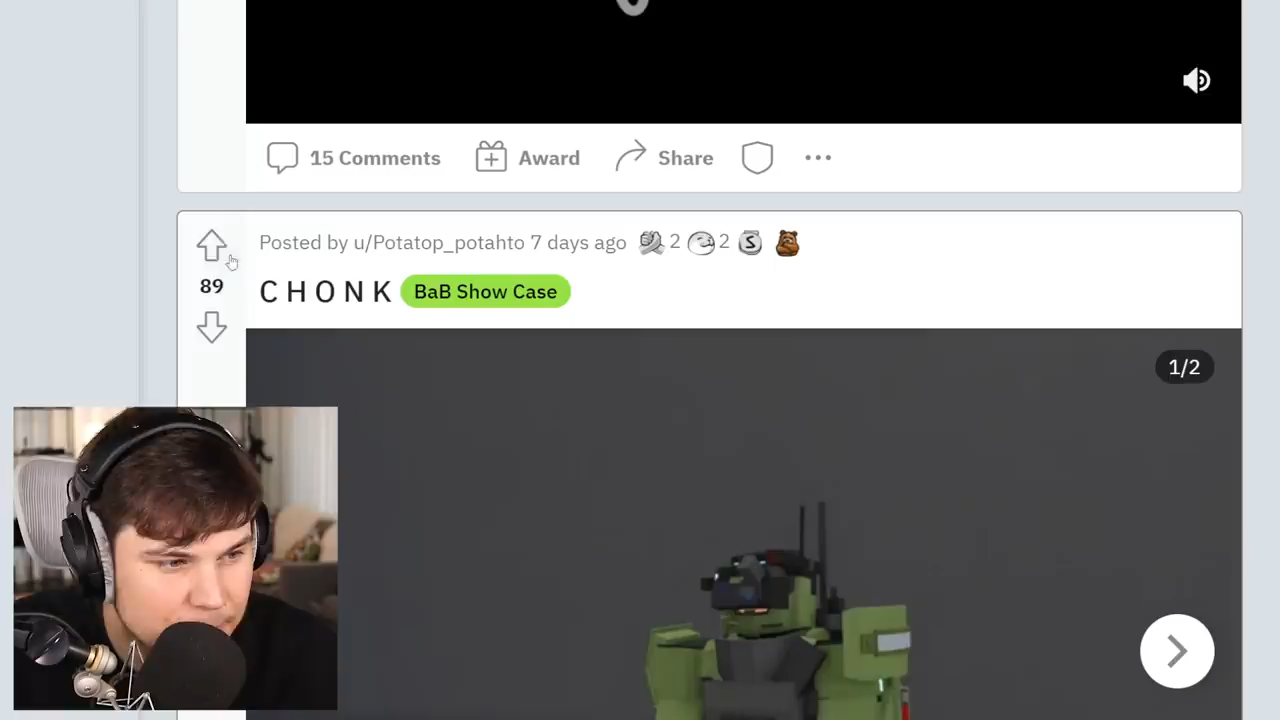 15 Comments Award Share
Posted by u/Potatop_potahto 7 days ago 2 2 S
89
C H O N K BaB Show Case
1/2